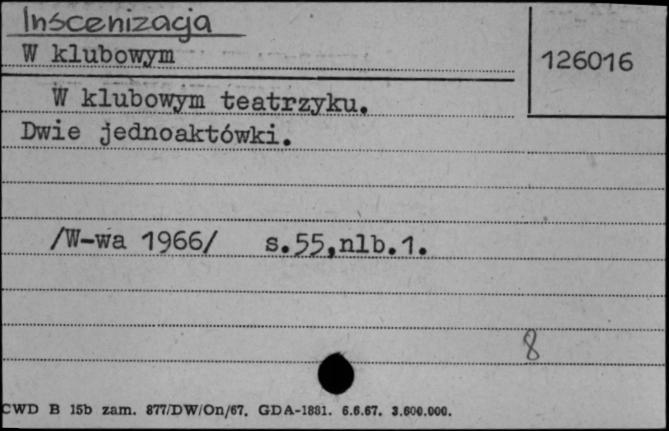 Inscenizacja
W klubowym
126016
W klubowym teatrzyku.
Dwie jednoaktówki.
/W-wa 1966/ s.55,nlb.1.
8
CWD B 15b zam. 877/DW/On/67. GDA-1881. 6.6.67. 3.600.000.